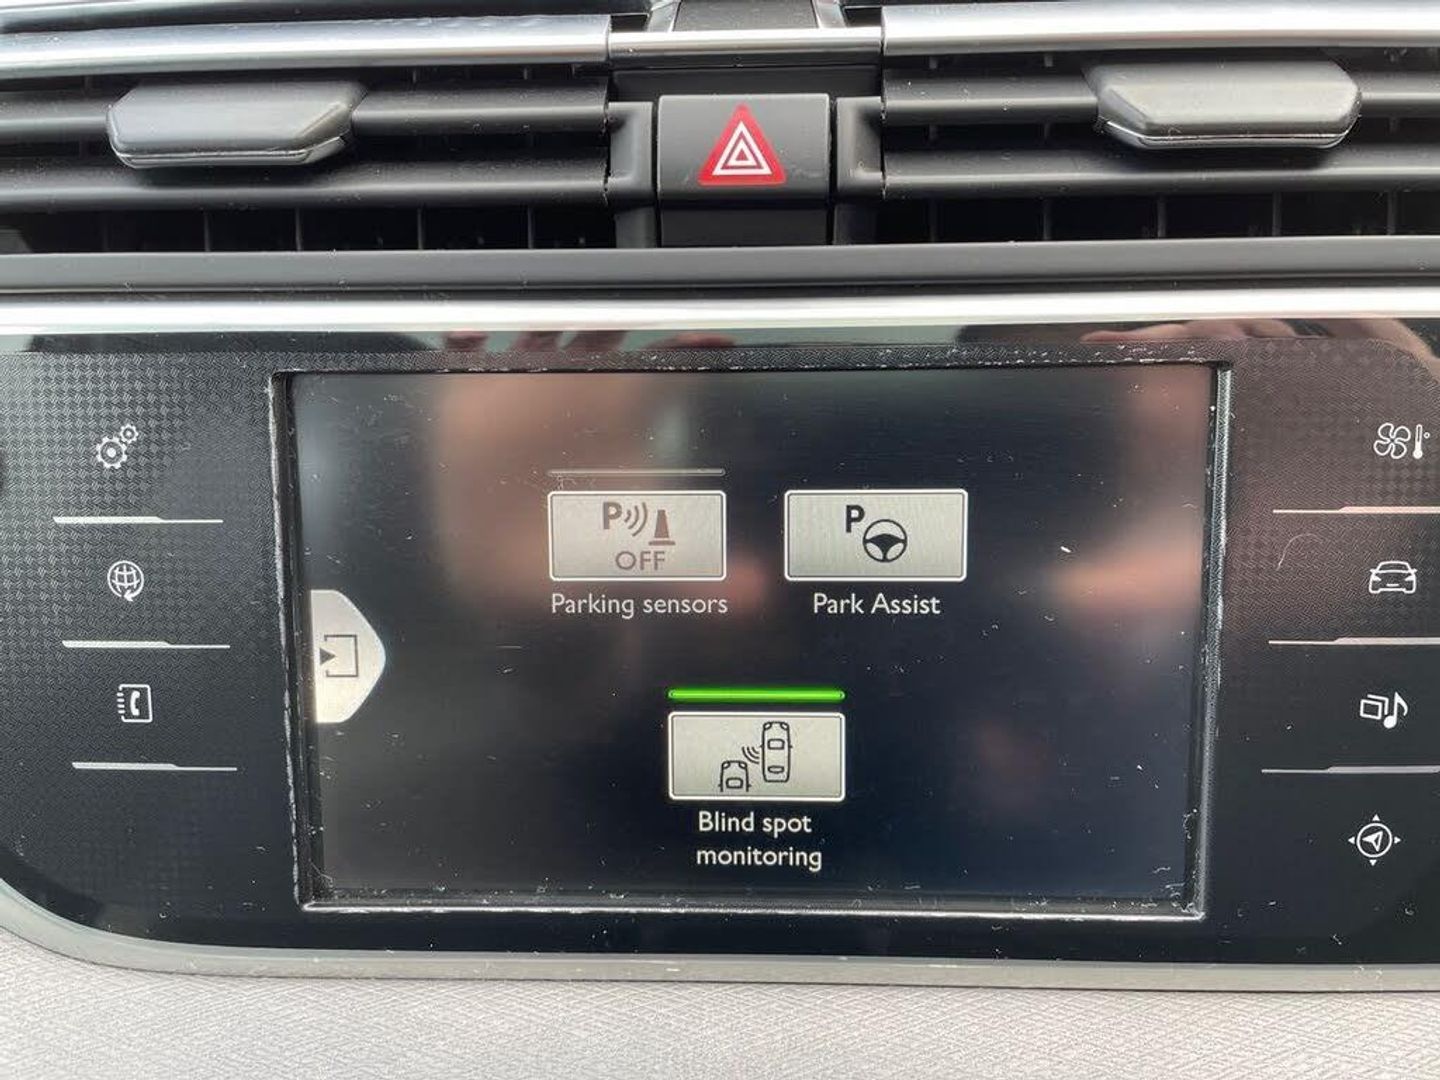 P
OFF
Parking sensors
P
Park Assist
Blind spot
monitoring